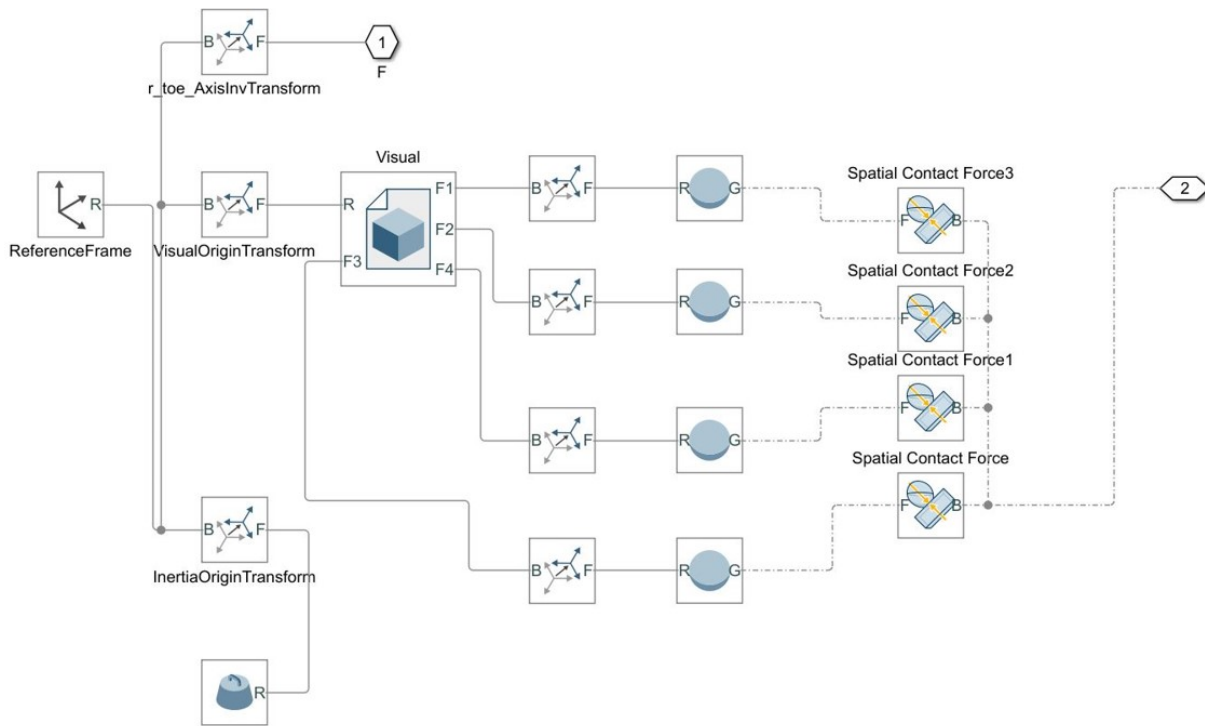 B F
1
F
r_toe_AxisInvTransform
Visual
R
ReferenceFrame
B F
VisualOriginTransform
R F1
F2
F3
F4
B F
R G
Spatial Contact Force3
F B
2
B F
R G
Spatial Contact Force2
F B
Spatial Contact Force1
F B
B F
R G
Spatial Contact Force
F B
B F
InertiaOriginTransform
B F
R G
R